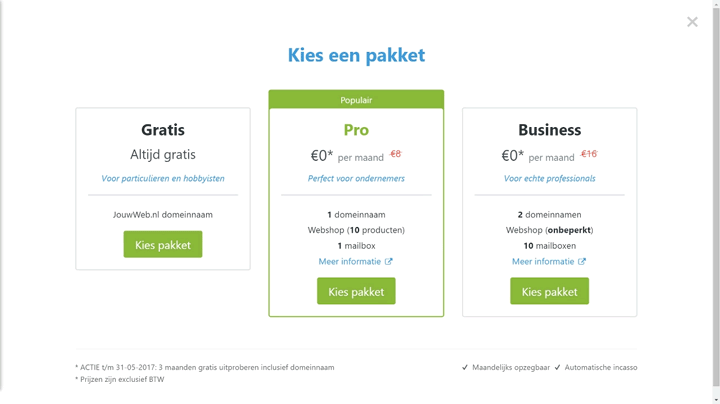 Kies een pakket
Populair
Gratis
Altijd gratis
Voor particulieren en hobbyisten
JouwWeb.nl domeinnaam
Kies pakket
Pro
€0* per maand €8
Perfect voor ondernemers
1 domeinnaam
Webshop (10 producten)
1 mailbox
Meer informatie
Kies pakket
Business
€0* per maand €16
Voor echte professionals
2 domeinnamen
Webshop (onbeperkt)
10 mailboxen
Meer informatie
Kies pakket
* ACTIE t/m 31-05-2017: 3 maanden gratis uitproberen inclusief domeinnaam
* Prijzen zijn exclusief BTW
✓ Maandelijks opzegbaar ✓ Automatische incasso